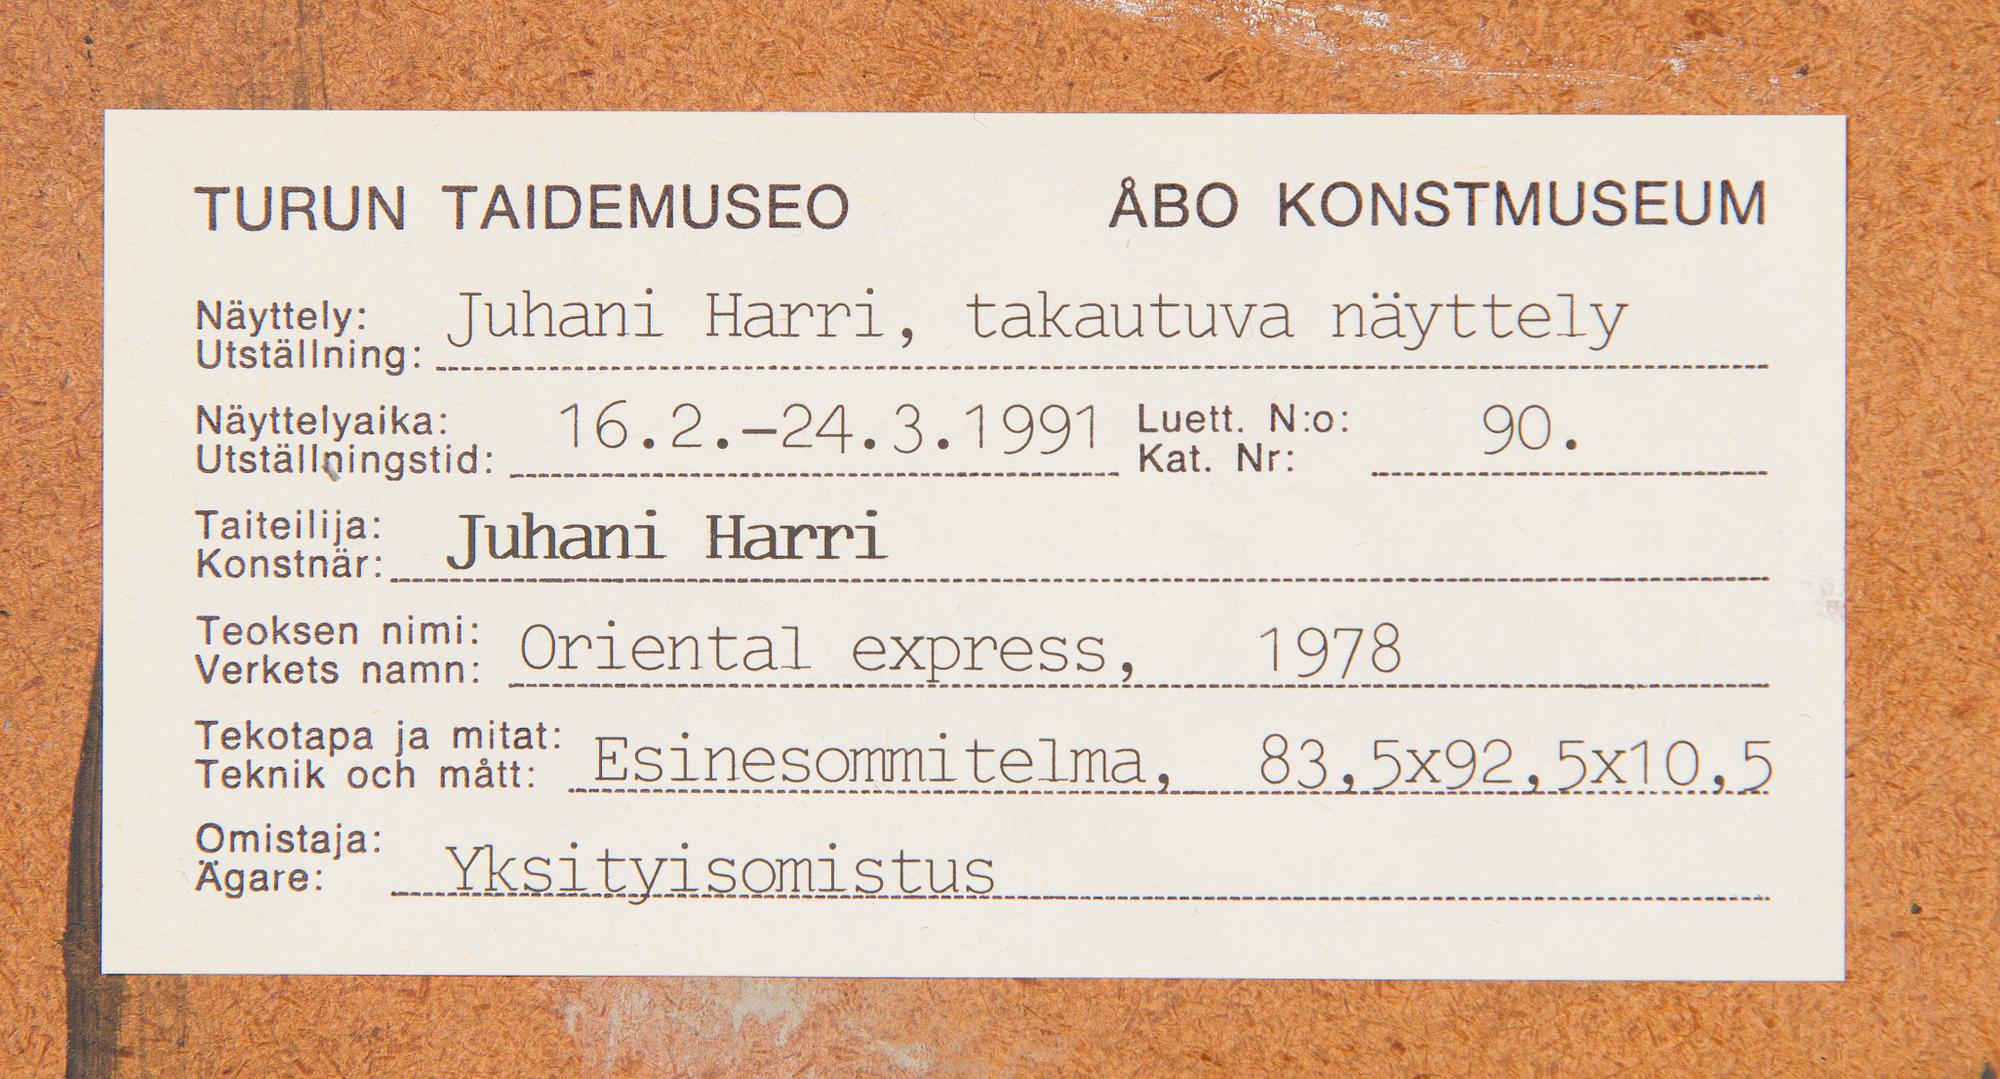 TURUN TAIDEMUSEO ÅBO KONSTMUSEUM
Näyttely: Juhani Harri, takautuva näyttely
Utställning:
Näyttelyaika: 16.2.-24.3.1991 Luett. N:o: 90.
Utställningstid: Kat. Nr:
Taiteilija: Juhani Harri
Konstnär:
Teoksen nimi: Oriental express, 1978
Verkets namn:
Tekotapa ja mitat: Esinesommitelma, 83,5x92,5x10,5
Teknik och mått:
Omistaja:
Ägare: Yksityisomistus